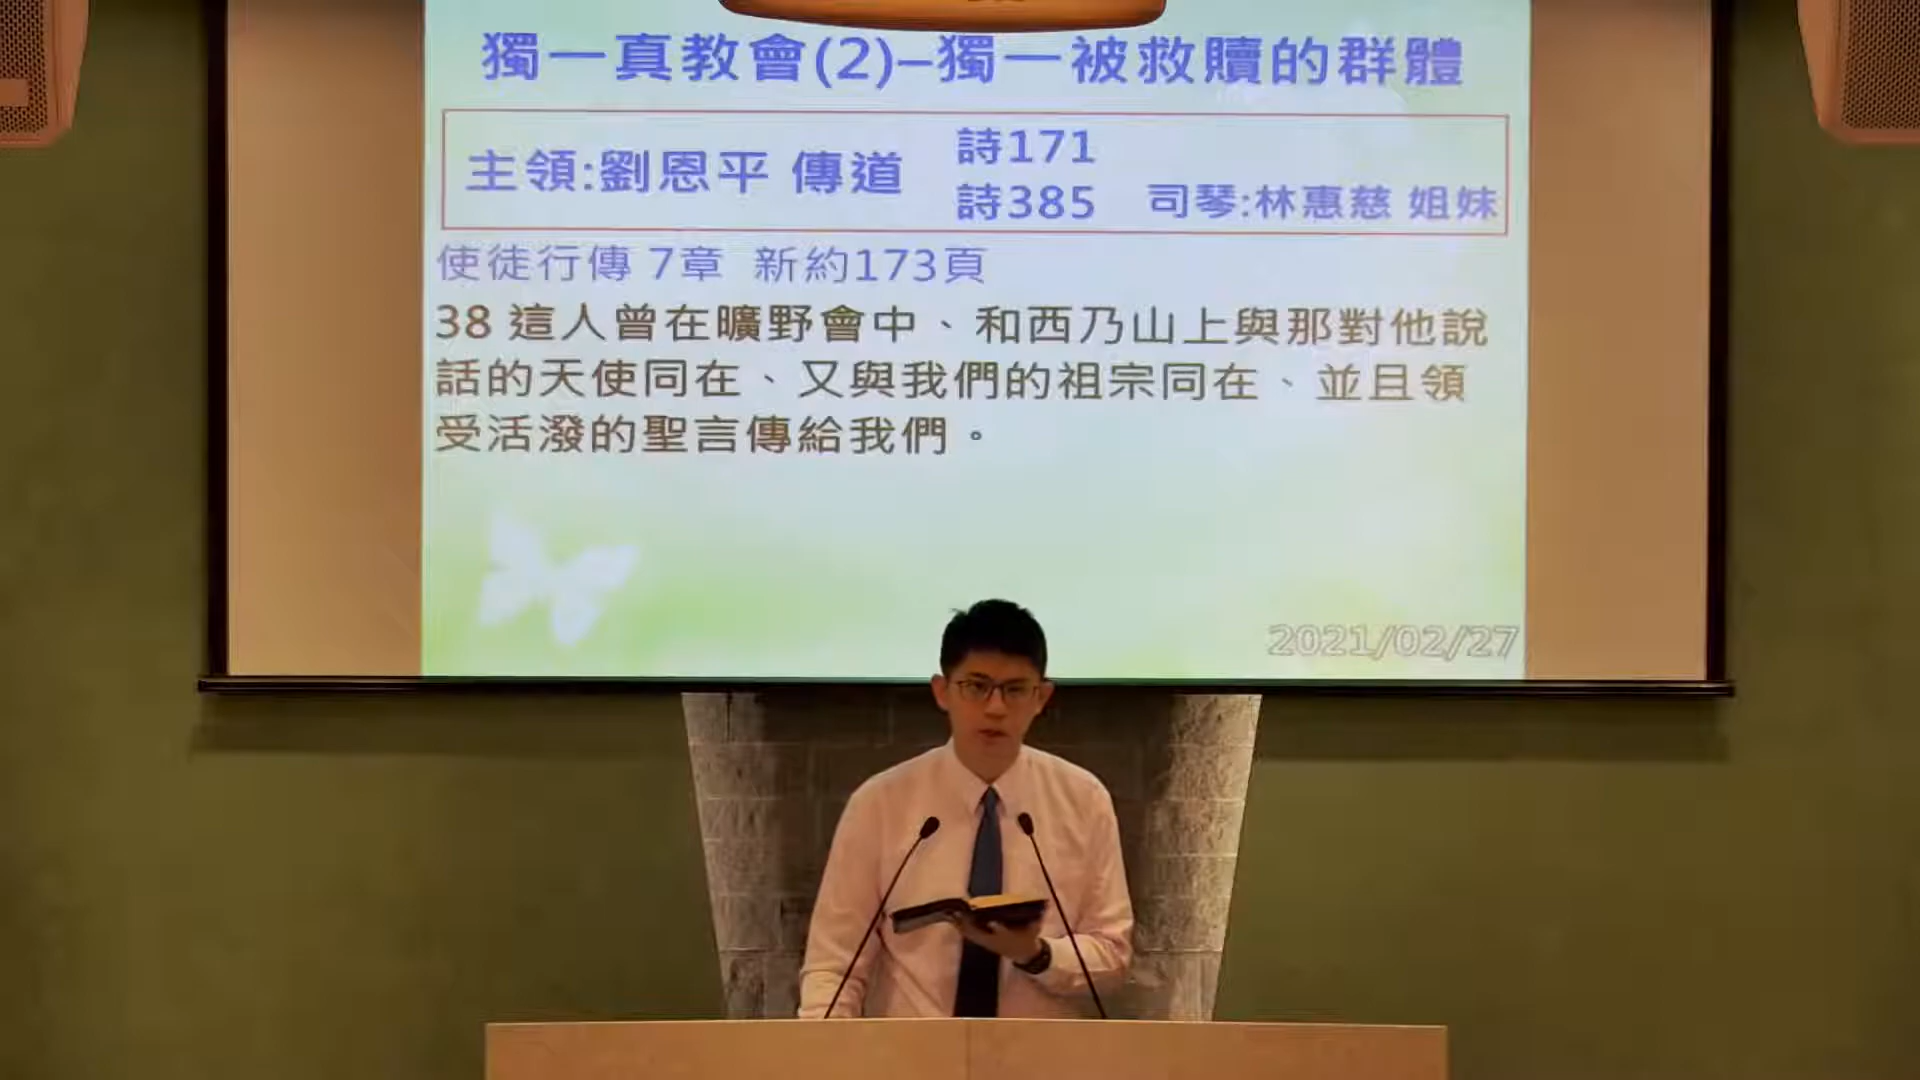 獨一真教會(2)–獨一被救贖的群體
主領:劉恩平 傳道
詩171
詩385 司琴:林惠慈 姐妹
使徒行傳 7章 新約173頁
38 這人曾在曠野會中、和西乃山上與那對他說
話的天使同在、又與我們的祖宗同在、並且領
受活潑的聖言傳給我們。
2021/02/27